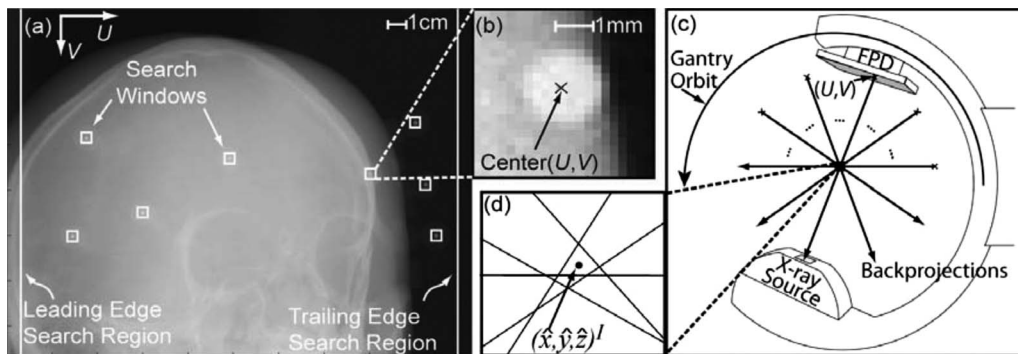 (a)
U
V
1cm
Search
Windows
Leading Edge
Search Region
Trailing Edge
Search Region
(b)
1mm
Center(U,V)
(d)
(x̂,ŷ,ẑ)ᴵ
(c)
Gantry
Orbit
FPD
(U,V)
...
...
...
...
X-ray
Source
Backprojections